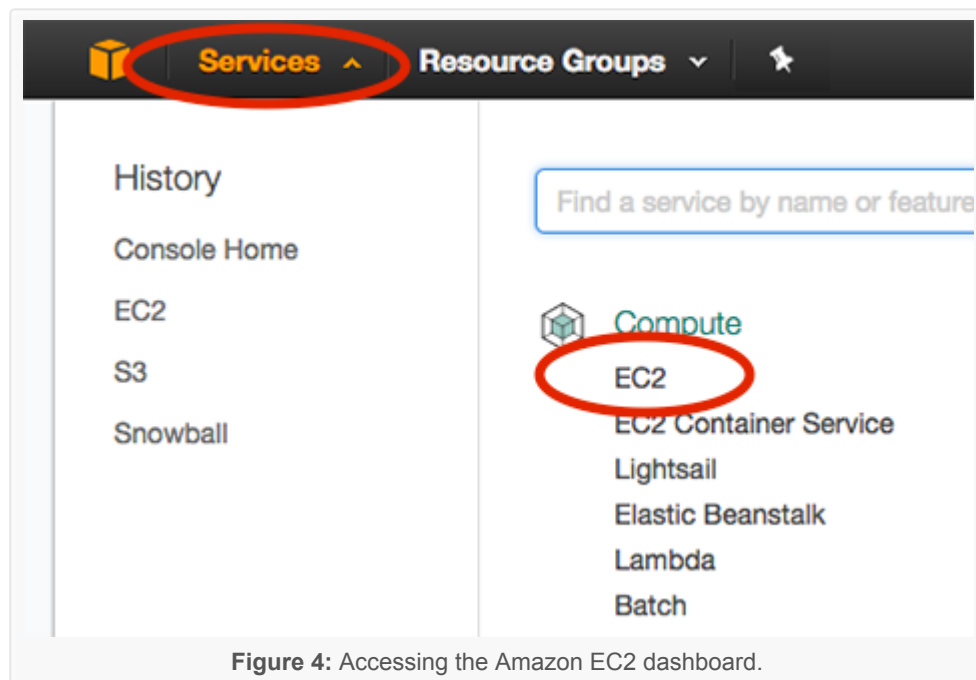 Services Resource Groups
History
Console Home
EC2
S3
Snowball
Find a service by name or feature
Compute
EC2
EC2 Container Service
Lightsail
Elastic Beanstalk
Lambda
Batch
Figure 4: Accessing the Amazon EC2 dashboard.